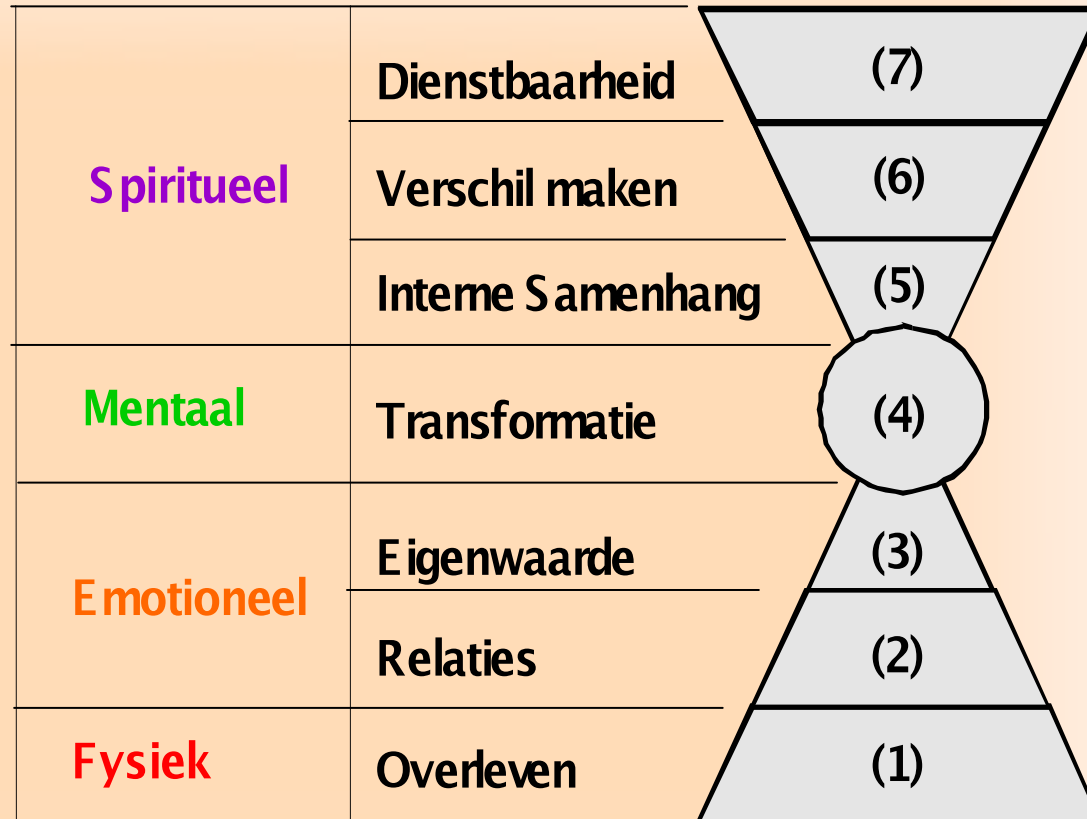 Dienstbaarheid (7)
Spiritueel Verschil maken (6)
Interne Samenhang (5)
Mentaal Transformatie (4)
Eigenwaarde (3)
Emotioneel
Relaties (2)
Fysiek Overleven (1)